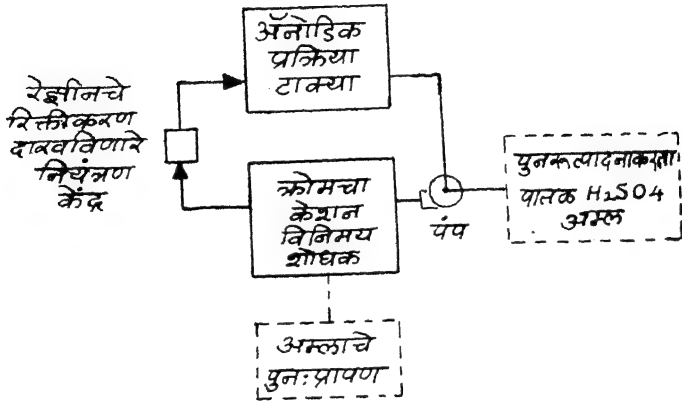 ॲनोडिक
प्रक्रिया
टाक्या
रेझीनचे
रिक्तीकरण
दाखविणारे
नियंत्रण
केंद्र
क्रोमचा
केशन
विनिमय
शोधक
पंप
पुनरूत्पादनाकरता
पातळ H2SO4
अम्ल
अम्लाचे
पुनःप्रापण